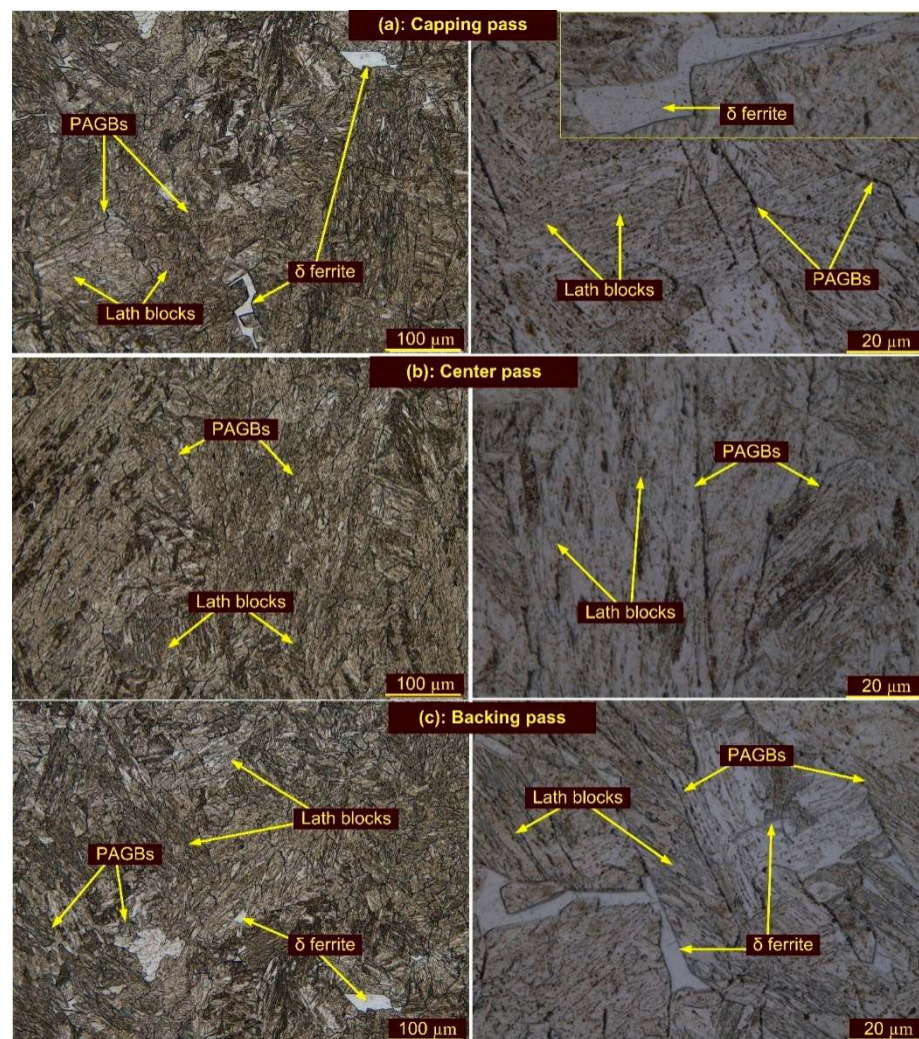 (a): Capping pass
PAGBs
δ ferrite
Lath blocks
100 µm
δ ferrite
Lath blocks
PAGBs
20 µm
(b): Center pass
PAGBs
Lath blocks
100 µm
PAGBs
Lath blocks
20 µm
(c): Backing pass
Lath blocks
PAGBs
δ ferrite
100 µm
PAGBs
Lath blocks
δ ferrite
20 µm